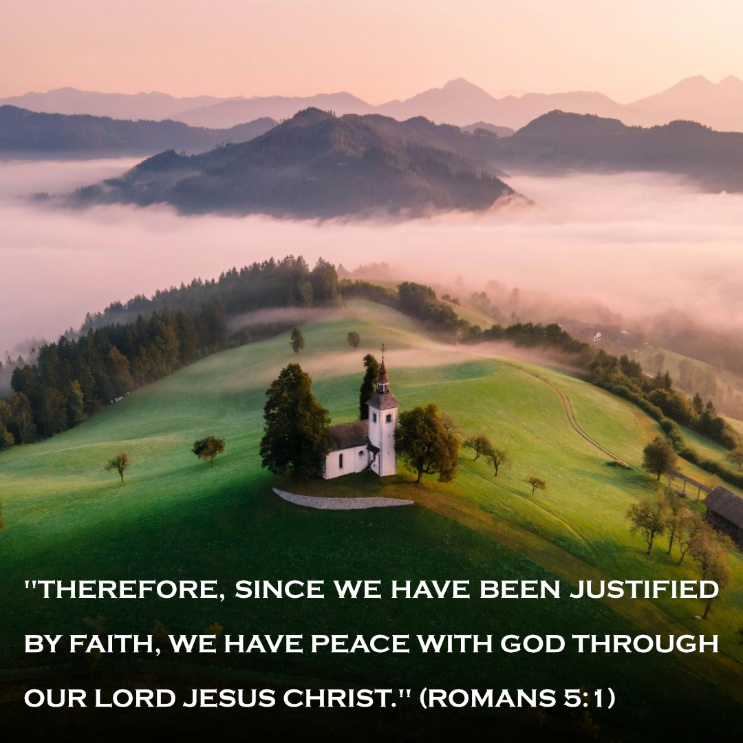 "THEREFORE, SINCE WE HAVE BEEN JUSTIFIED
BY FAITH, WE HAVE PEACE WITH GOD THROUGH
OUR LORD JESUS CHRIST." (ROMANS 5:1)